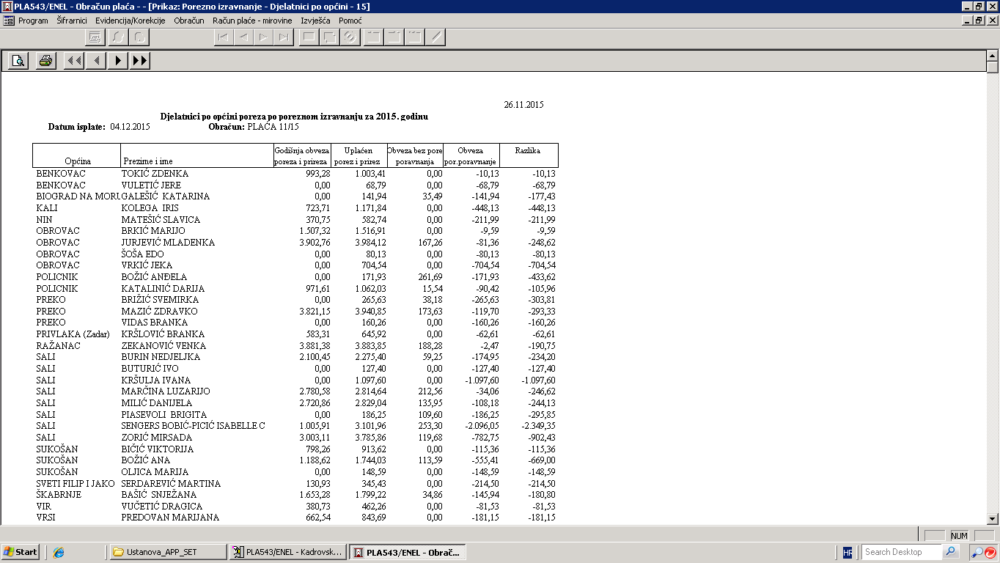 PLA543/ENEL - Obračun plaća - - [Prikaz: Porezno izravnanje - Djelatnici po općini - 15]
Program Šifrarnici Evidencija/Korekcije Obračun Račun plaće - mirovine Izvješća Pomoć
26.11.2015
Djelatnici po općini poreza po poreznom izravnanju za 2015. godinu
Datum isplate: 04.12.2015 Obračun: PLAĆA 11/15
Godišnja obveza Uplaćen Obveza bez pore Obveza Razlika
Općina Prezime i ime poreza i prireza porez i prirez poravnanja por.poravnanje
BENKOVAC TOKIĆ ZDENKA 993,28 1.003,41 0,00 -10,13 -10,13
BENKOVAC VULETIĆ JERE 0,00 68,79 0,00 -68,79 -68,79
BIOGRAD NA MORU GALEŠIĆ KATARINA 0,00 141,94 35,49 -141,94 -177,43
KALI KOLEGA IRIS 723,71 1.171,84 0,00 -448,13 -448,13
NIN MATEŠIĆ SLAVICA 370,75 582,74 0,00 -211,99 -211,99
OBROVAC BRKIĆ MARIJO 1.507,32 1.516,91 0,00 -9,59 -9,59
OBROVAC JURJEVIĆ MLADENKA 3.902,76 3.984,12 167,26 -81,36 -248,62
OBROVAC ŠOŠA EDO 0,00 80,13 0,00 -80,13 -80,13
OBROVAC VRKIĆ JEKA 0,00 704,54 0,00 -704,54 -704,54
POLICNIK BOŽIĆ ANĐELA 0,00 171,93 261,69 -171,93 -433,62
POLICNIK KATALINIĆ DARIJA 971,61 1.062,03 15,54 -90,42 -105,96
PREKO BRIŽIĆ SVEMIRKA 0,00 265,63 38,18 -265,63 -303,81
PREKO MAZIĆ ZDRAVKO 3.821,15 3.940,85 173,63 -119,70 -293,33
PREKO VIDAS BRANKA 0,00 160,26 0,00 -160,26 -160,26
PRIVLAKA (Zadar) KRŠLOVIĆ BRANKA 583,31 645,92 0,00 -62,61 -62,61
RAŽANAC ZEKANOVIĆ VENKA 3.881,38 3.883,85 188,28 -2,47 -190,75
SALI BURIN NEDJELJKA 2.100,45 2.275,40 59,25 -174,95 -234,20
SALI BUTURIĆ IVO 0,00 127,40 0,00 -127,40 -127,40
SALI KRŠULJA IVANA 0,00 1.097,60 0,00 -1.097,60 -1.097,60
SALI MARČINA LUZARIJO 2.780,58 2.814,64 212,56 -34,06 -246,62
SALI MILIĆ DANIJELA 2.720,86 2.829,04 135,95 -108,18 -244,13
SALI PIASEVOLI BRIGITA 0,00 186,25 109,60 -186,25 -295,85
SALI SENGERS BOBIĆ-PICIĆ ISABELLE C 1.005,91 3.101,96 253,30 -2.096,05 -2.349,35
SALI ZORIĆ MIRSADA 3.003,11 3.785,86 119,68 -782,75 -902,43
SUKOŠAN BIČIĆ VIKTORIJA 798,26 913,62 0,00 -115,36 -115,36
SUKOŠAN BOŽIĆ ANA 1.188,62 1.744,03 113,59 -555,41 -669,00
SUKOŠAN OLJICA MARIJA 0,00 148,59 0,00 -148,59 -148,59
SVETI FILIP I JAKO SERDAREVIĆ MARTINA 130,93 345,43 0,00 -214,50 -214,50
ŠKABRNJE BAŠIĆ SNJEŽANA 1.653,28 1.799,22 34,86 -145,94 -180,80
VIR VUČETIĆ DRAGICA 380,73 462,26 0,00 -81,53 -81,53
VRSI PREDOVAN MARIJANA 662,54 843,69 0,00 -181,15 -181,15
NUM
Start Ustanova_APP_SET PLA543/ENEL - Kadrovsk... PLA543/ENEL - Obrač... HR Search Desktop